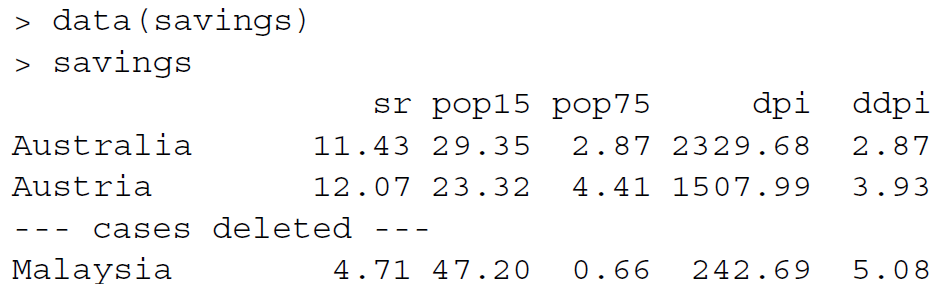 > data(savings)
> savings
sr pop15 pop75 dpi ddpi
Australia 11.43 29.35 2.87 2329.68 2.87
Austria 12.07 23.32 4.41 1507.99 3.93
--- cases deleted ---
Malaysia 4.71 47.20 0.66 242.69 5.08